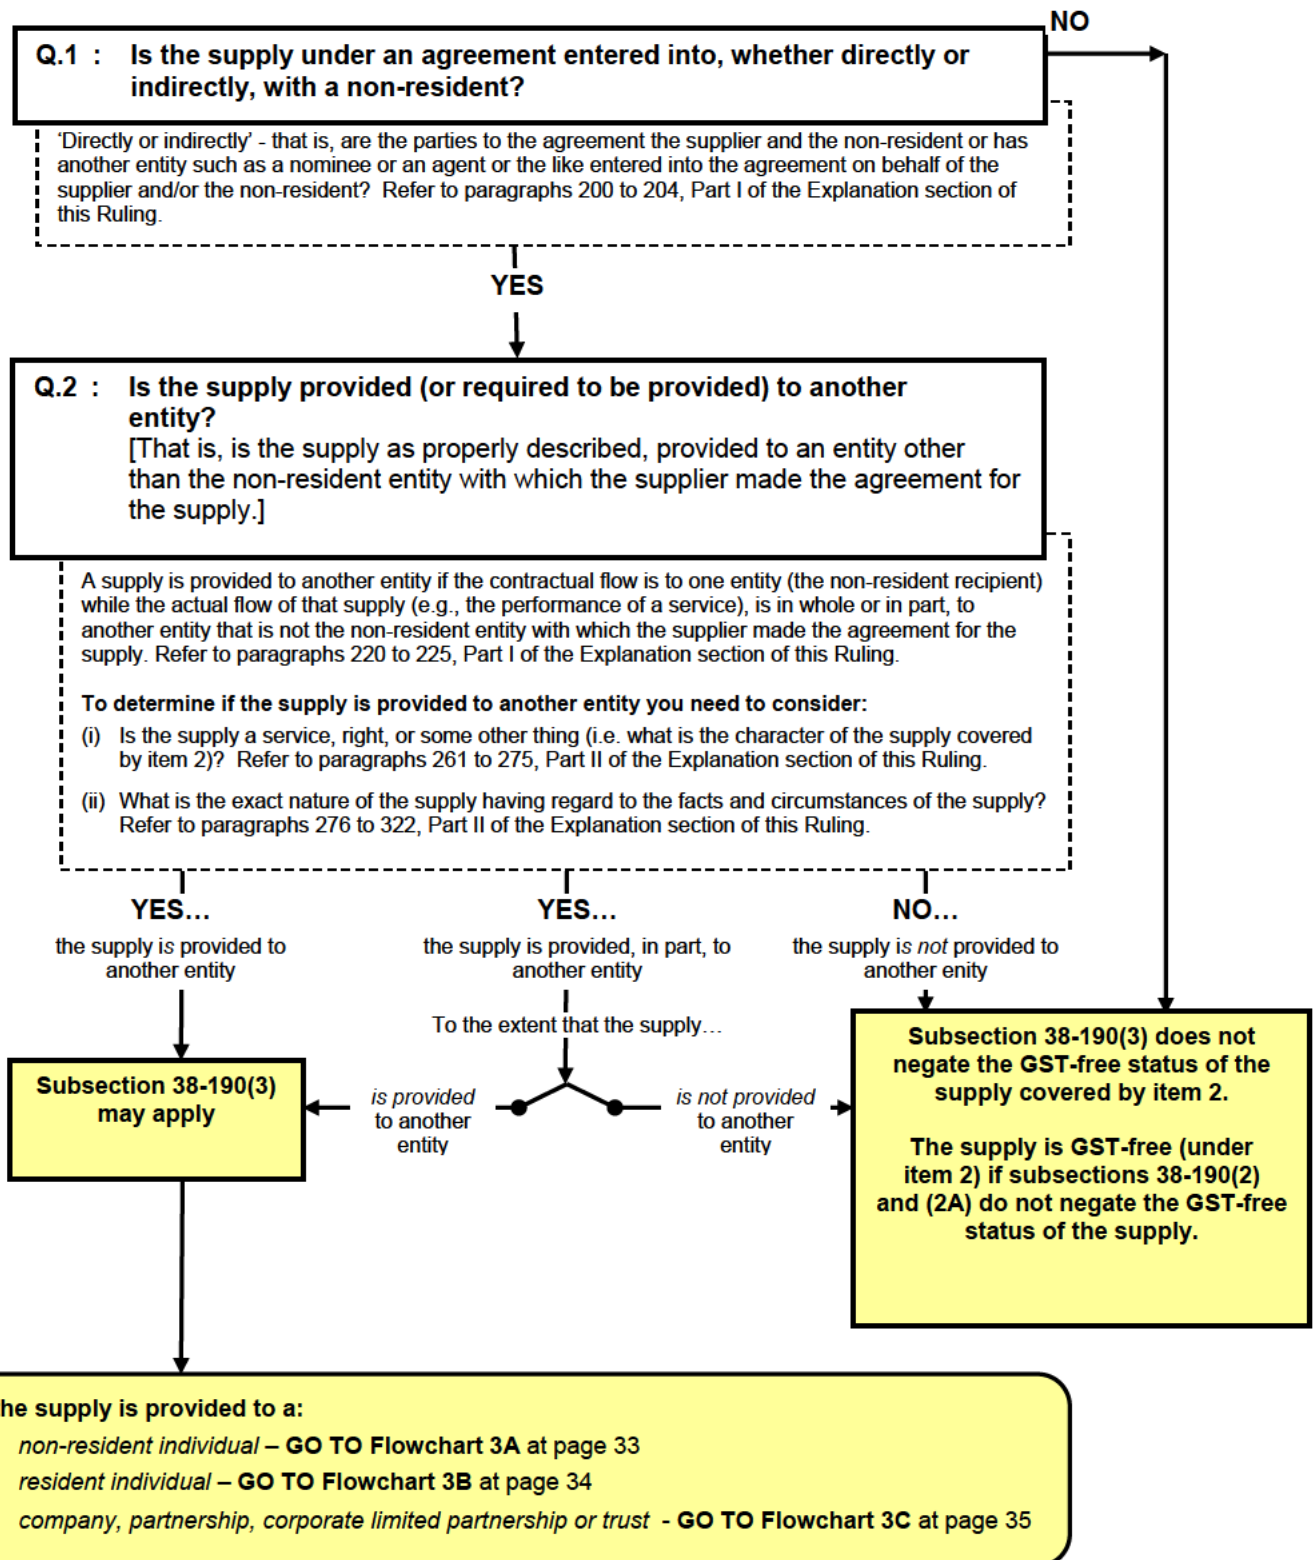 NO
Q.1 : Is the supply under an agreement entered into, whether directly or
indirectly, with a non-resident?
‘Directly or indirectly’ - that is, are the parties to the agreement the supplier and the non-resident or has
another entity such as a nominee or an agent or the like entered into the agreement on behalf of the
supplier and/or the non-resident? Refer to paragraphs 200 to 204, Part I of the Explanation section of
this Ruling.
YES
Q.2 : Is the supply provided (or required to be provided) to another
entity?
[That is, is the supply as properly described, provided to an entity other
than the non-resident entity with which the supplier made the agreement for
the supply.]
A supply is provided to another entity if the contractual flow is to one entity (the non-resident recipient)
while the actual flow of that supply (e.g., the performance of a service), is in whole or in part, to
another entity that is not the non-resident entity with which the supplier made the agreement for the
supply. Refer to paragraphs 220 to 225, Part I of the Explanation section of this Ruling.
To determine if the supply is provided to another entity you need to consider:
(i) Is the supply a service, right, or some other thing (i.e. what is the character of the supply covered
by item 2)? Refer to paragraphs 261 to 275, Part II of the Explanation section of this Ruling.
(ii) What is the exact nature of the supply having regard to the facts and circumstances of the supply?
Refer to paragraphs 276 to 322, Part II of the Explanation section of this Ruling.
YES...
the supply is provided to
another entity
YES...
the supply is provided, in part, to
another entity
NO...
the supply is not provided to
another enity
To the extent that the supply...
Subsection 38-190(3)
may apply
is provided
to another
entity
is not provided
to another
entity
Subsection 38-190(3) does not
negate the GST-free status of the
supply covered by item 2.
The supply is GST-free (under
item 2) if subsections 38-190(2)
and (2A) do not negate the GST-free
status of the supply.
he supply is provided to a:
non-resident individual – GO TO Flowchart 3A at page 33
resident individual – GO TO Flowchart 3B at page 34
company, partnership, corporate limited partnership or trust - GO TO Flowchart 3C at page 35